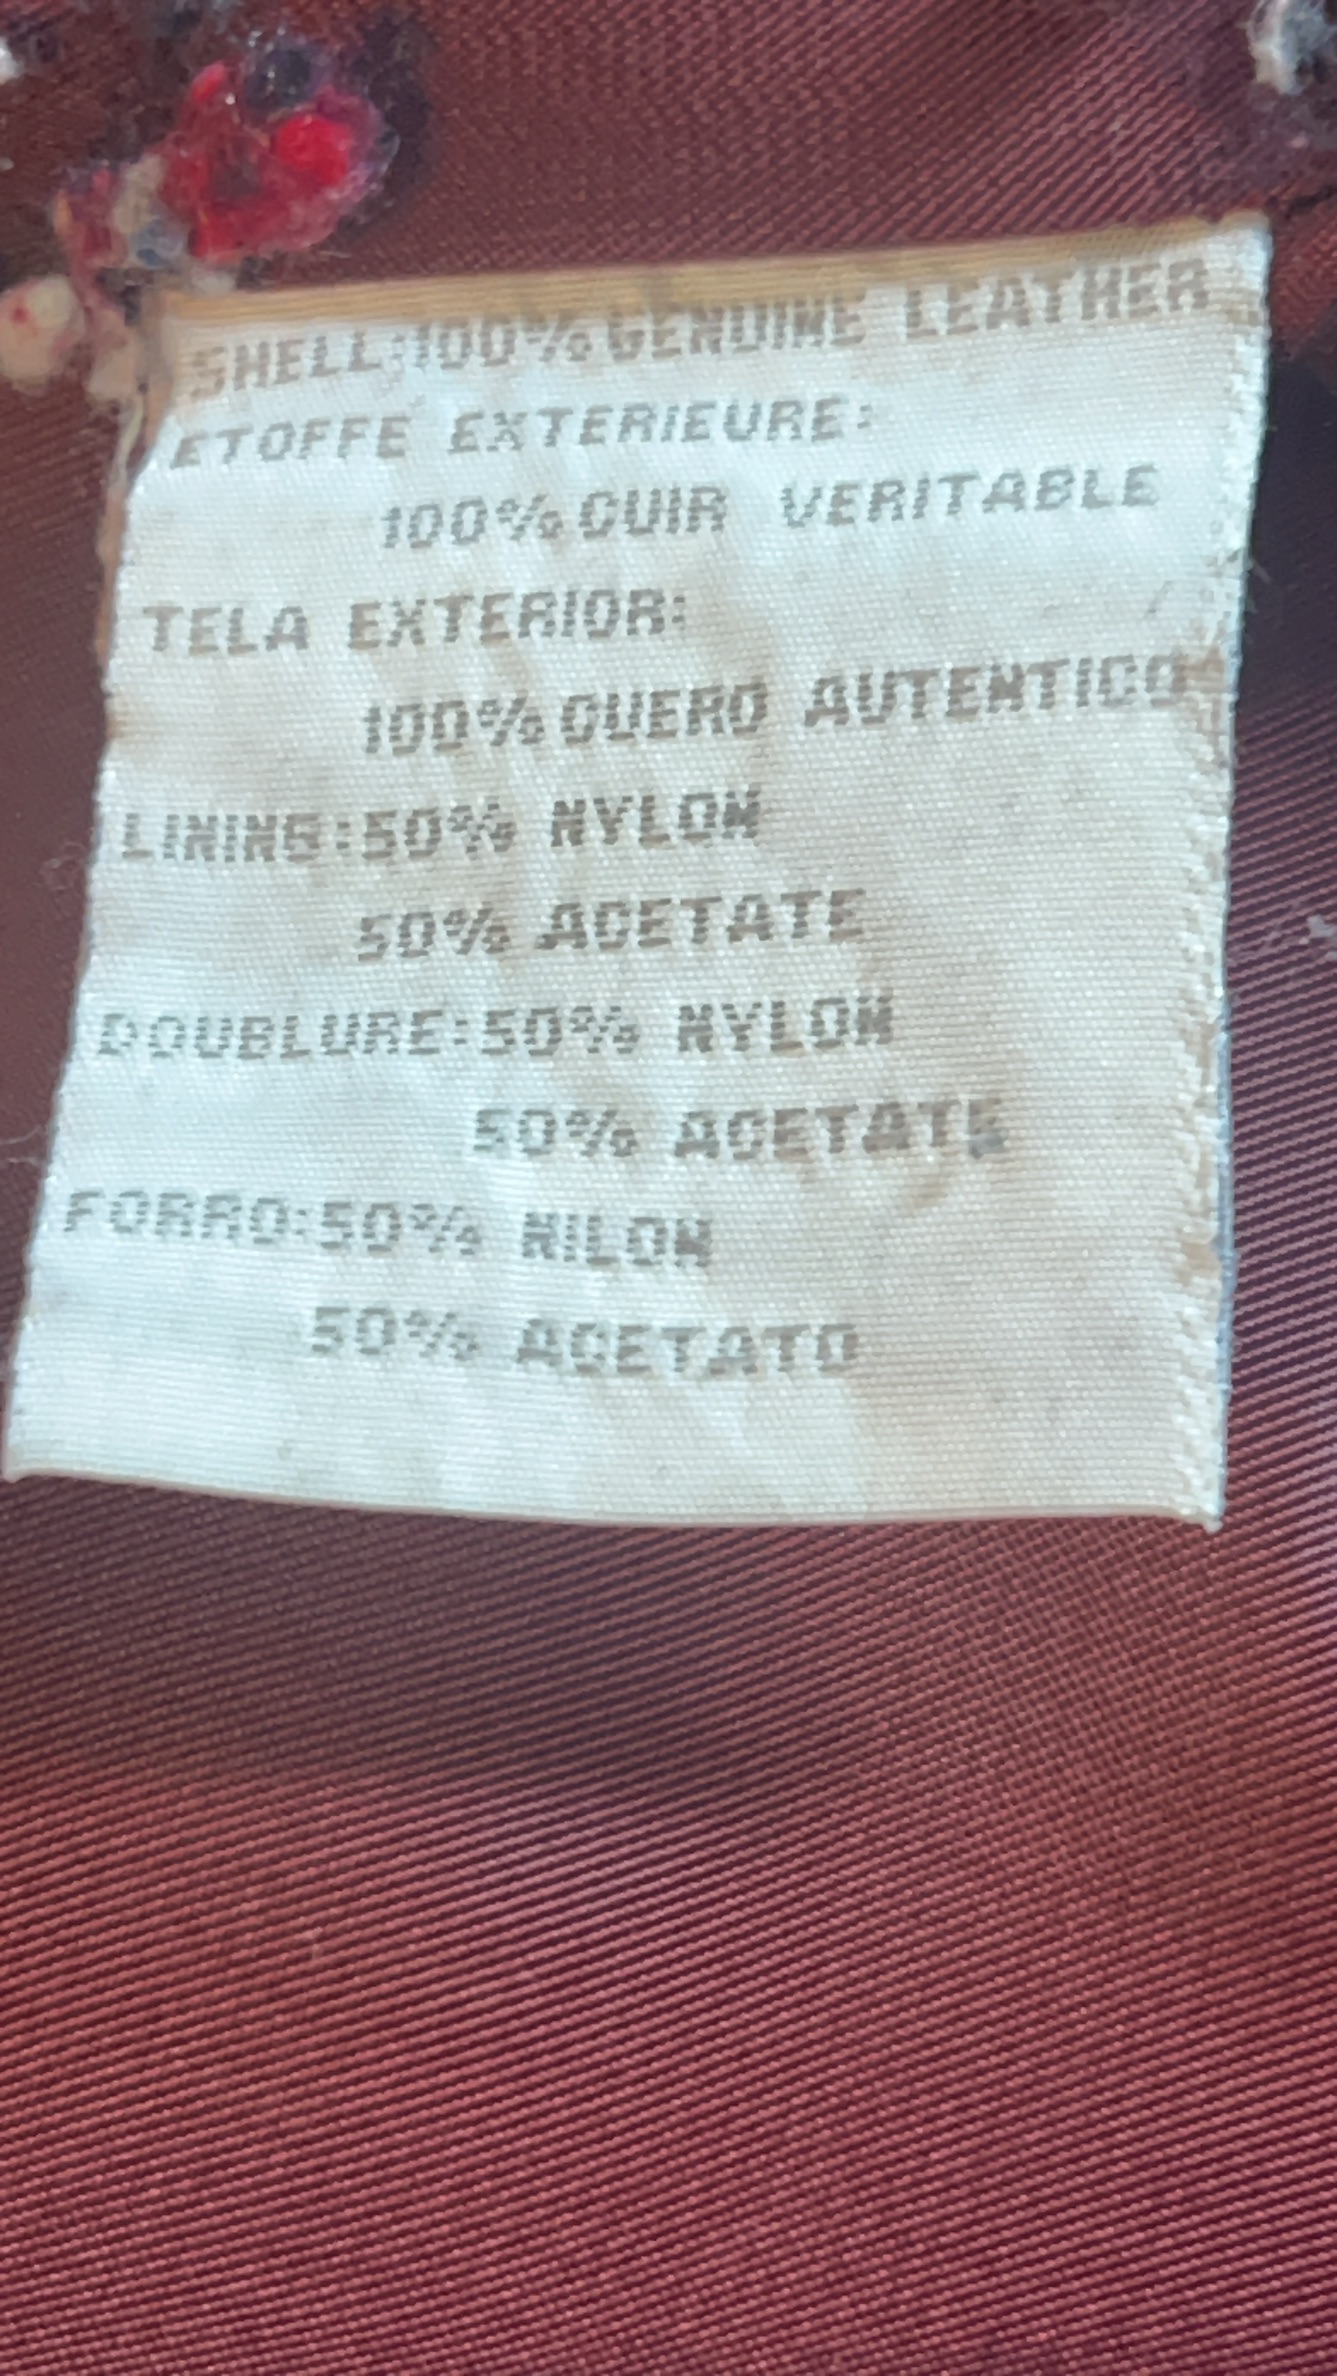 SHELL:100% GENUINE LEATHER
ETOFFE EXTERIEURE:
100% CUIR VERITABLE
TELA EXTERIOR:
100% CUERO AUTENTICO
LINING:50% NYLON
50% ACETATE
DOUBLURE:50% NYLON
50% ACETATE
FORRO:50% NILON
50% ACETATO